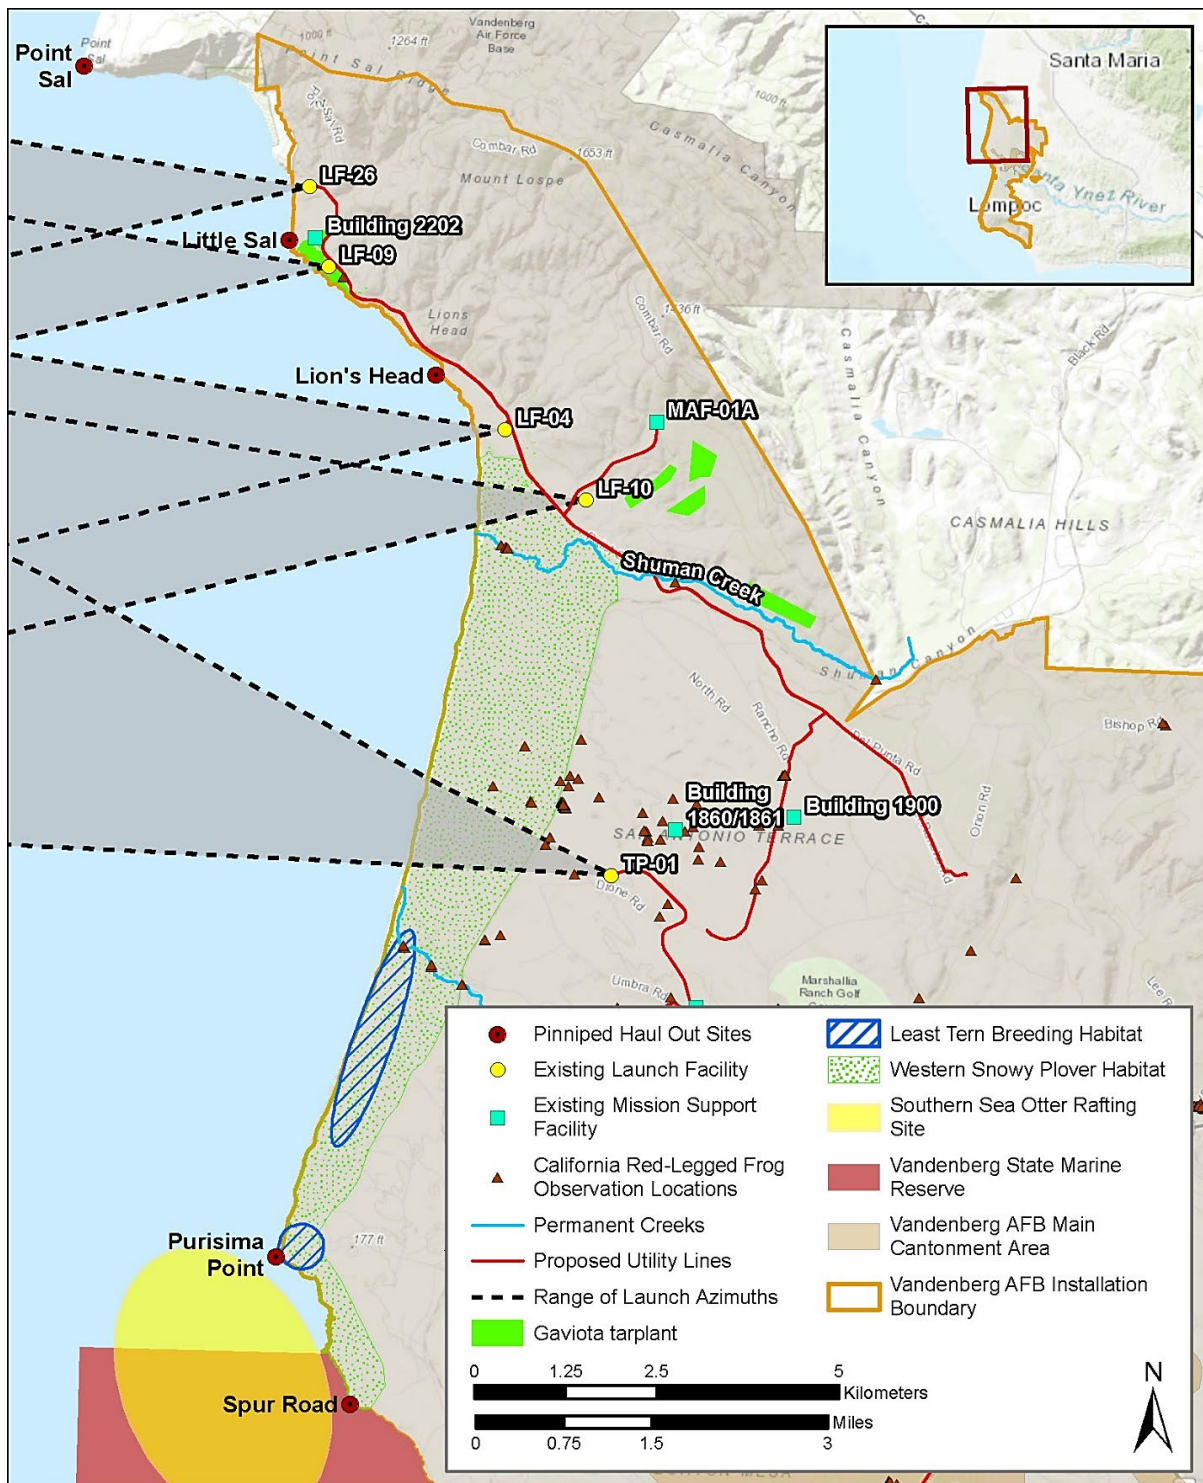 Vandenberg
Air Force
Base
1000 ft
1264 ft
Point
Sal
Point Sal Ridge
Santa Maria
1000 ft
Casmalia Canyon
Combar Rd
1653 ft
Mount Lospe
LF-26
Santa Ynez River
Lompoc
Building 2202
Little Sal
LF-09
Lions
Head
Combar Rd
Black Rd
Casmalia Canyon
Lion's Head
LF-04
MAF-01A
LF-10
CASMALIA HILLS
Shuman Creek
Shuman Canyon
North Rd
Rancho Rd
Del Punta Rd
Bishop Rd
Orion Rd
Building
1860/1861
Building 1900
SAN ANTONIO TERRACE
TP-01
Dione Rd
Umbra Rd
Marshallia
Ranch Golf
177 ft
Purisima
Point
Spur Road
Pinniped Haul Out Sites
Existing Launch Facility
Existing Mission Support
Facility
California Red-Legged Frog
Observation Locations
Permanent Creeks
Proposed Utility Lines
Range of Launch Azimuths
Gaviota tarplant
Least Tern Breeding Habitat
Western Snowy Plover Habitat
Southern Sea Otter Rafting
Site
Vandenberg State Marine
Reserve
Vandenberg AFB Main
Cantonment Area
Vandenberg AFB Installation
Boundary
0 1.25 2.5 5
Kilometers
Miles
0 0.75 1.5 3
N